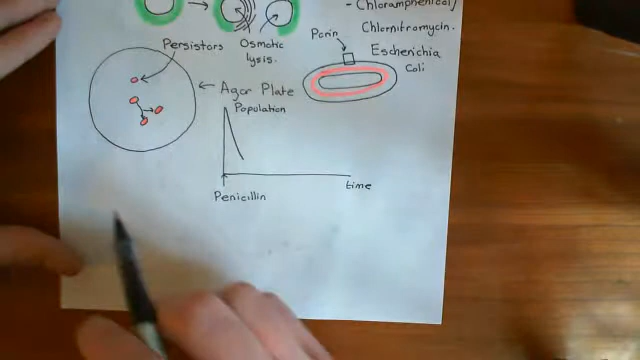 - Chloramphenicol/
Chlornitromycin.
Persistors
Osmotic
lysis.
Porin
Escherichia
Coli
Agar Plate
Population
time
Penicillin